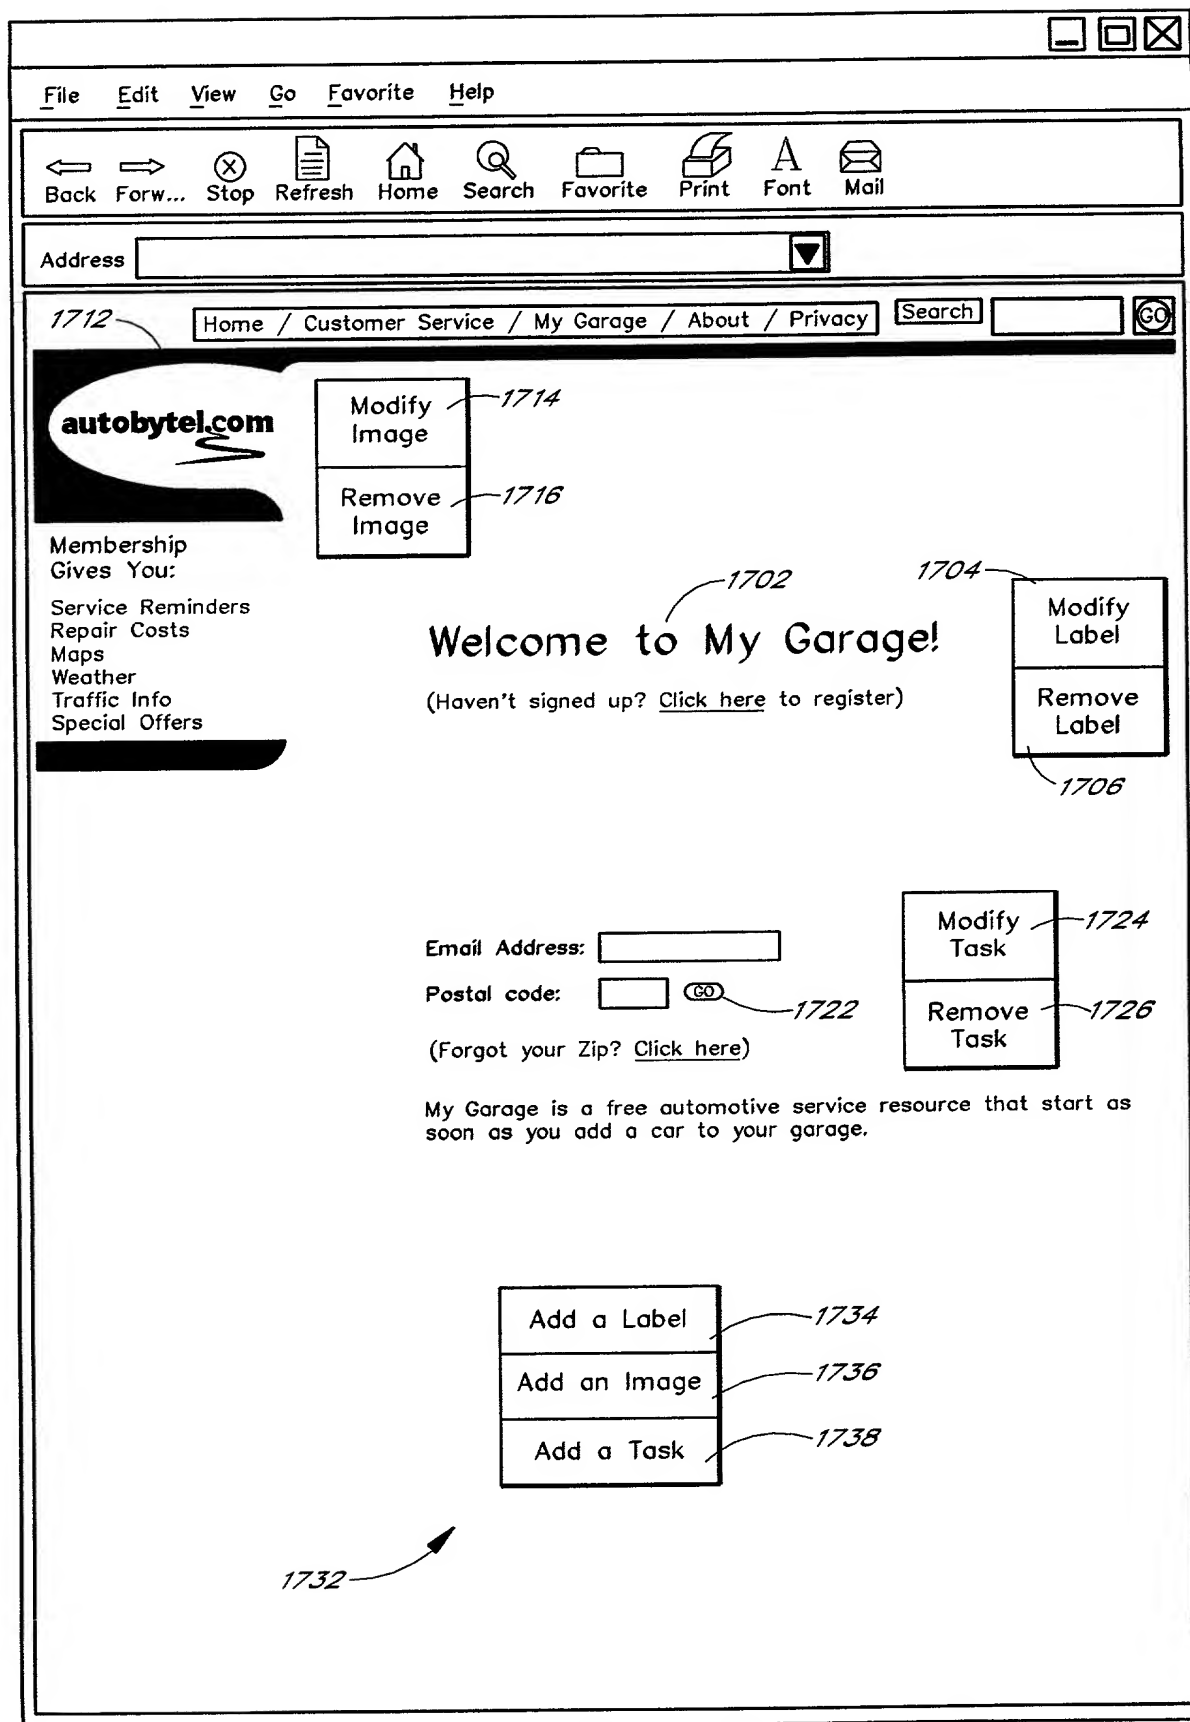 File Edit View Go Favorite Help
Back Forw... Stop Refresh Home Search Favorite Print Font Mail
Address
1712 Home / Customer Service / My Garage / About / Privacy Search GO
autobytel.com
Modify
Image
1714
Remove
Image
1716
Membership
Gives You:
Service Reminders
Repair Costs
Maps
Weather
Traffic Info
Special Offers
1702
Welcome to My Garage!
(Haven't signed up? Click here to register)
1704
Modify
Label
Remove
Label
1706
Email Address:
Postal code: GO
1722
(Forgot your Zip? Click here)
Modify
Task
1724
Remove
Task
1726
My Garage is a free automotive service resource that start as
soon as you add a car to your garage.
Add a Label 1734
Add an Image 1736
Add a Task 1738
1732